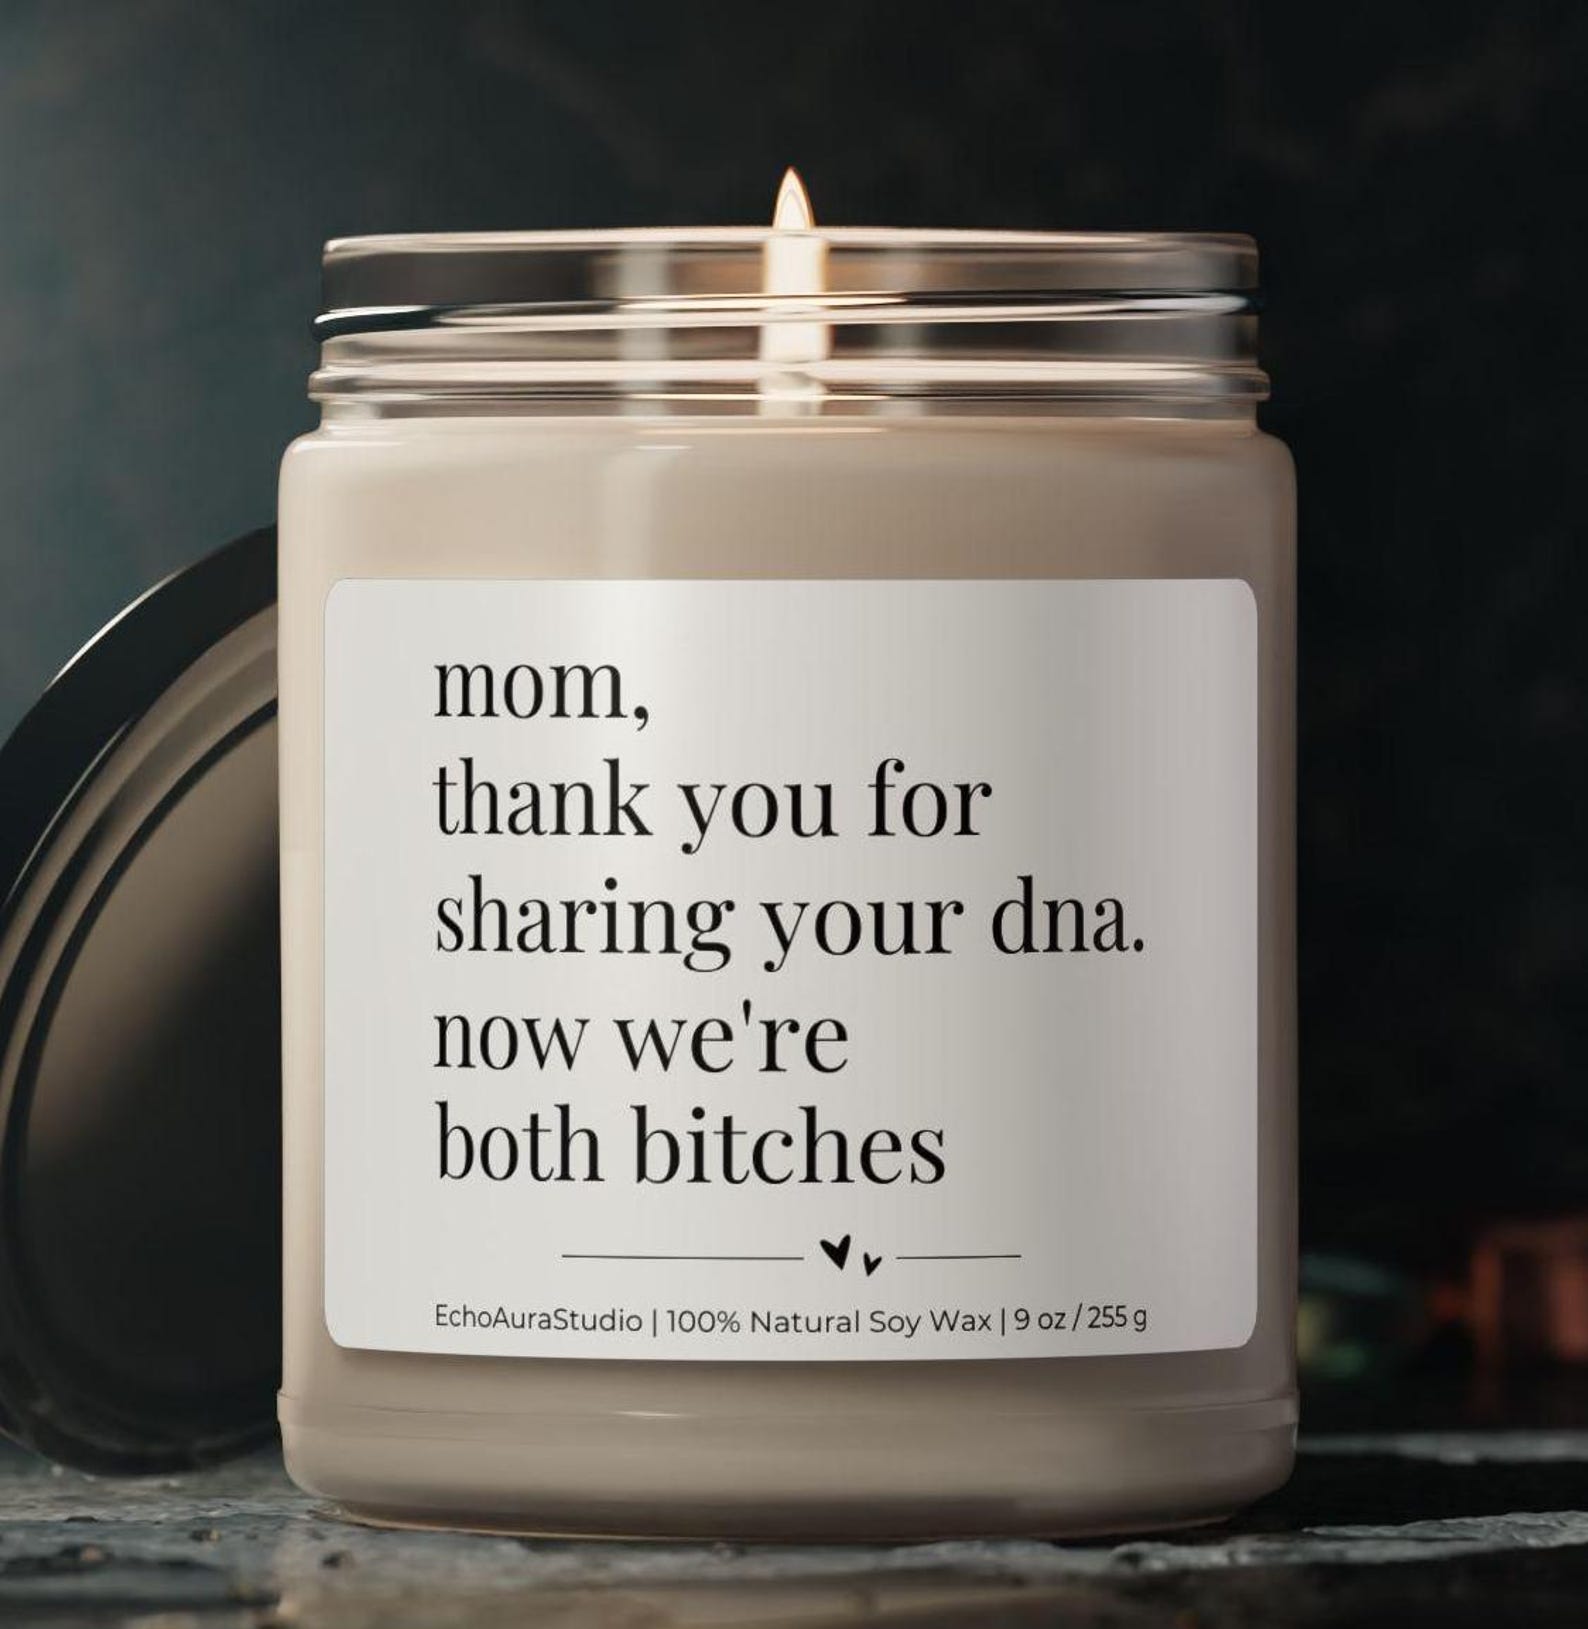 mom,
thank you for
sharing your dna.
now we're
both bitches
EchoAuraStudio | 100% Natural Soy Wax | 9 oz / 255 g